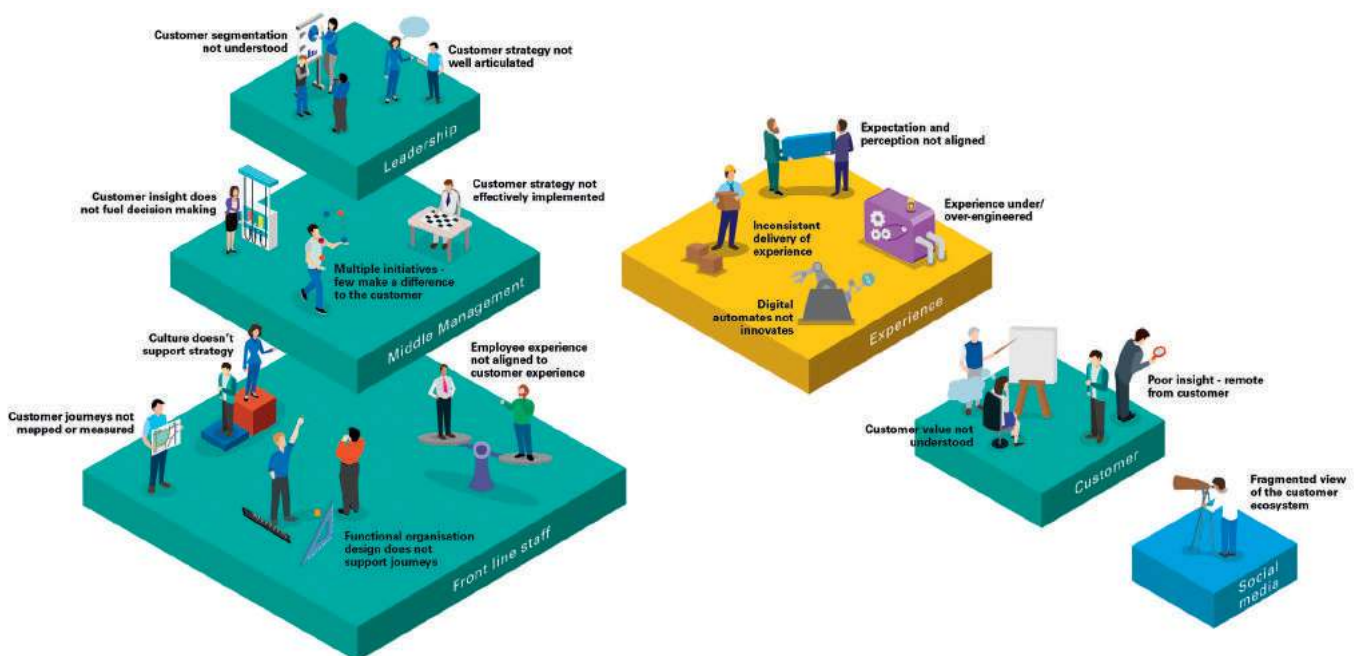 Customer segmentation
not understood
Customer strategy not
well articulated
Leadership
Customer insight does
not fuel decision making
Customer strategy not
effectively implemented
Multiple initiatives -
few make a difference
to the customer
Middle Management
Culture doesn't
support strategy
Employee experience
not aligned to
customer experience
Customer journeys not
mapped or measured
Functional organisation
design does not
support journeys
Front line staff
Expectation and
perception not aligned
Experience under/
over-engineered
Inconsistent
delivery of
experience
Digital
automates not
innovates
Experience
Poor insight - remote
from customer
Customer value not
understood
Customer
Fragmented view
of the customer
ecosystem
Social
media